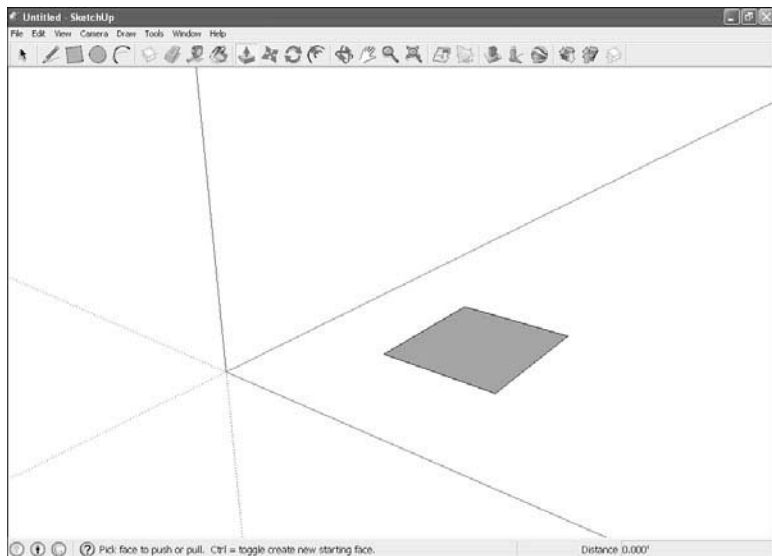 Untitled - SketchUp
File Edit View Camera Draw Tools Window Help
Pick face to push or pull. Ctrl = toggle create new starting face.
Distance 0.000'